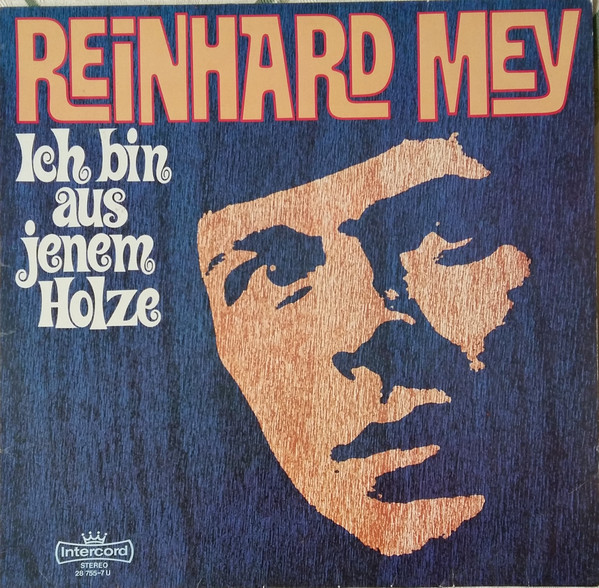 REINHARD MEY
Ich bin
aus
jenem
Holze
Intercord
STEREO
28 755-7 U